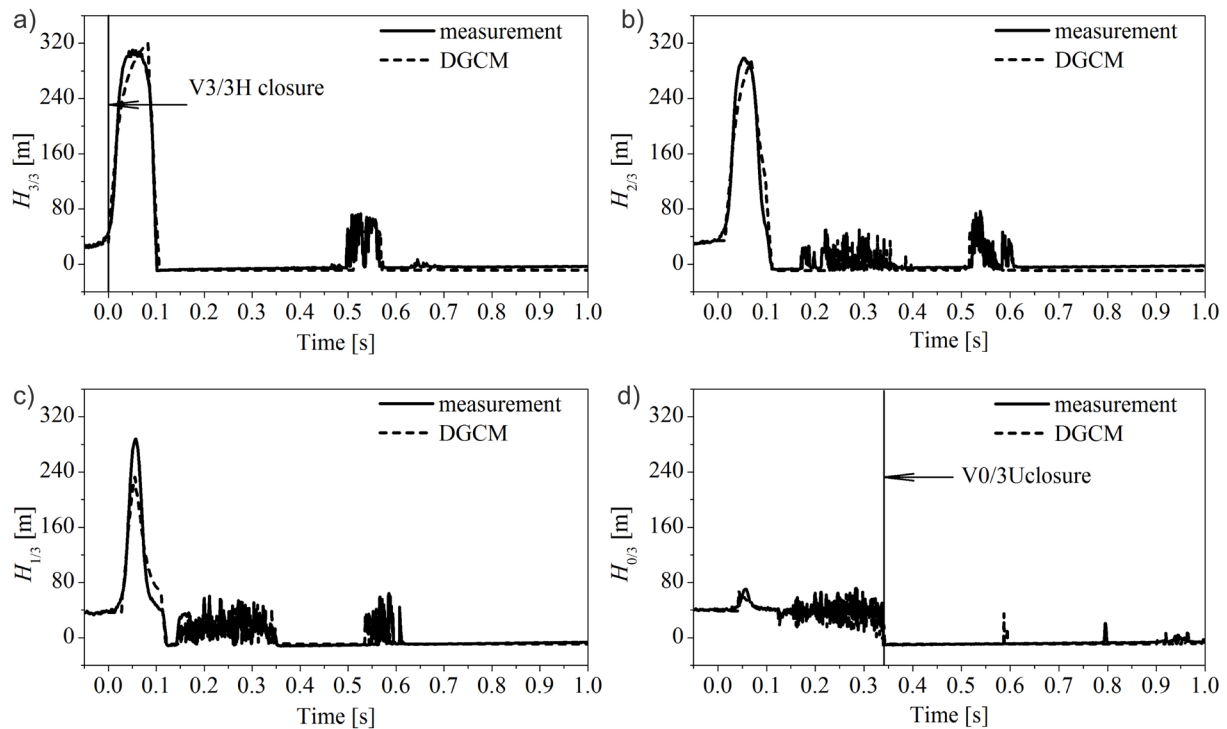 a)
measurement
DGCM
V3/3H closure
H3/3 [m]
320
240
160
80
0
0.0 0.1 0.2 0.3 0.4 0.5 0.6 0.7 0.8 0.9 1.0
Time [s]
b)
measurement
DGCM
H2/3 [m]
320
240
160
80
0
0.0 0.1 0.2 0.3 0.4 0.5 0.6 0.7 0.8 0.9 1.0
Time [s]
c)
measurement
DGCM
H1/3 [m]
320
240
160
80
0
0.0 0.1 0.2 0.3 0.4 0.5 0.6 0.7 0.8 0.9 1.0
Time [s]
d)
measurement
DGCM
V0/3Uclosure
H0/3 [m]
320
240
160
80
0
0.0 0.1 0.2 0.3 0.4 0.5 0.6 0.7 0.8 0.9 1.0
Time [s]